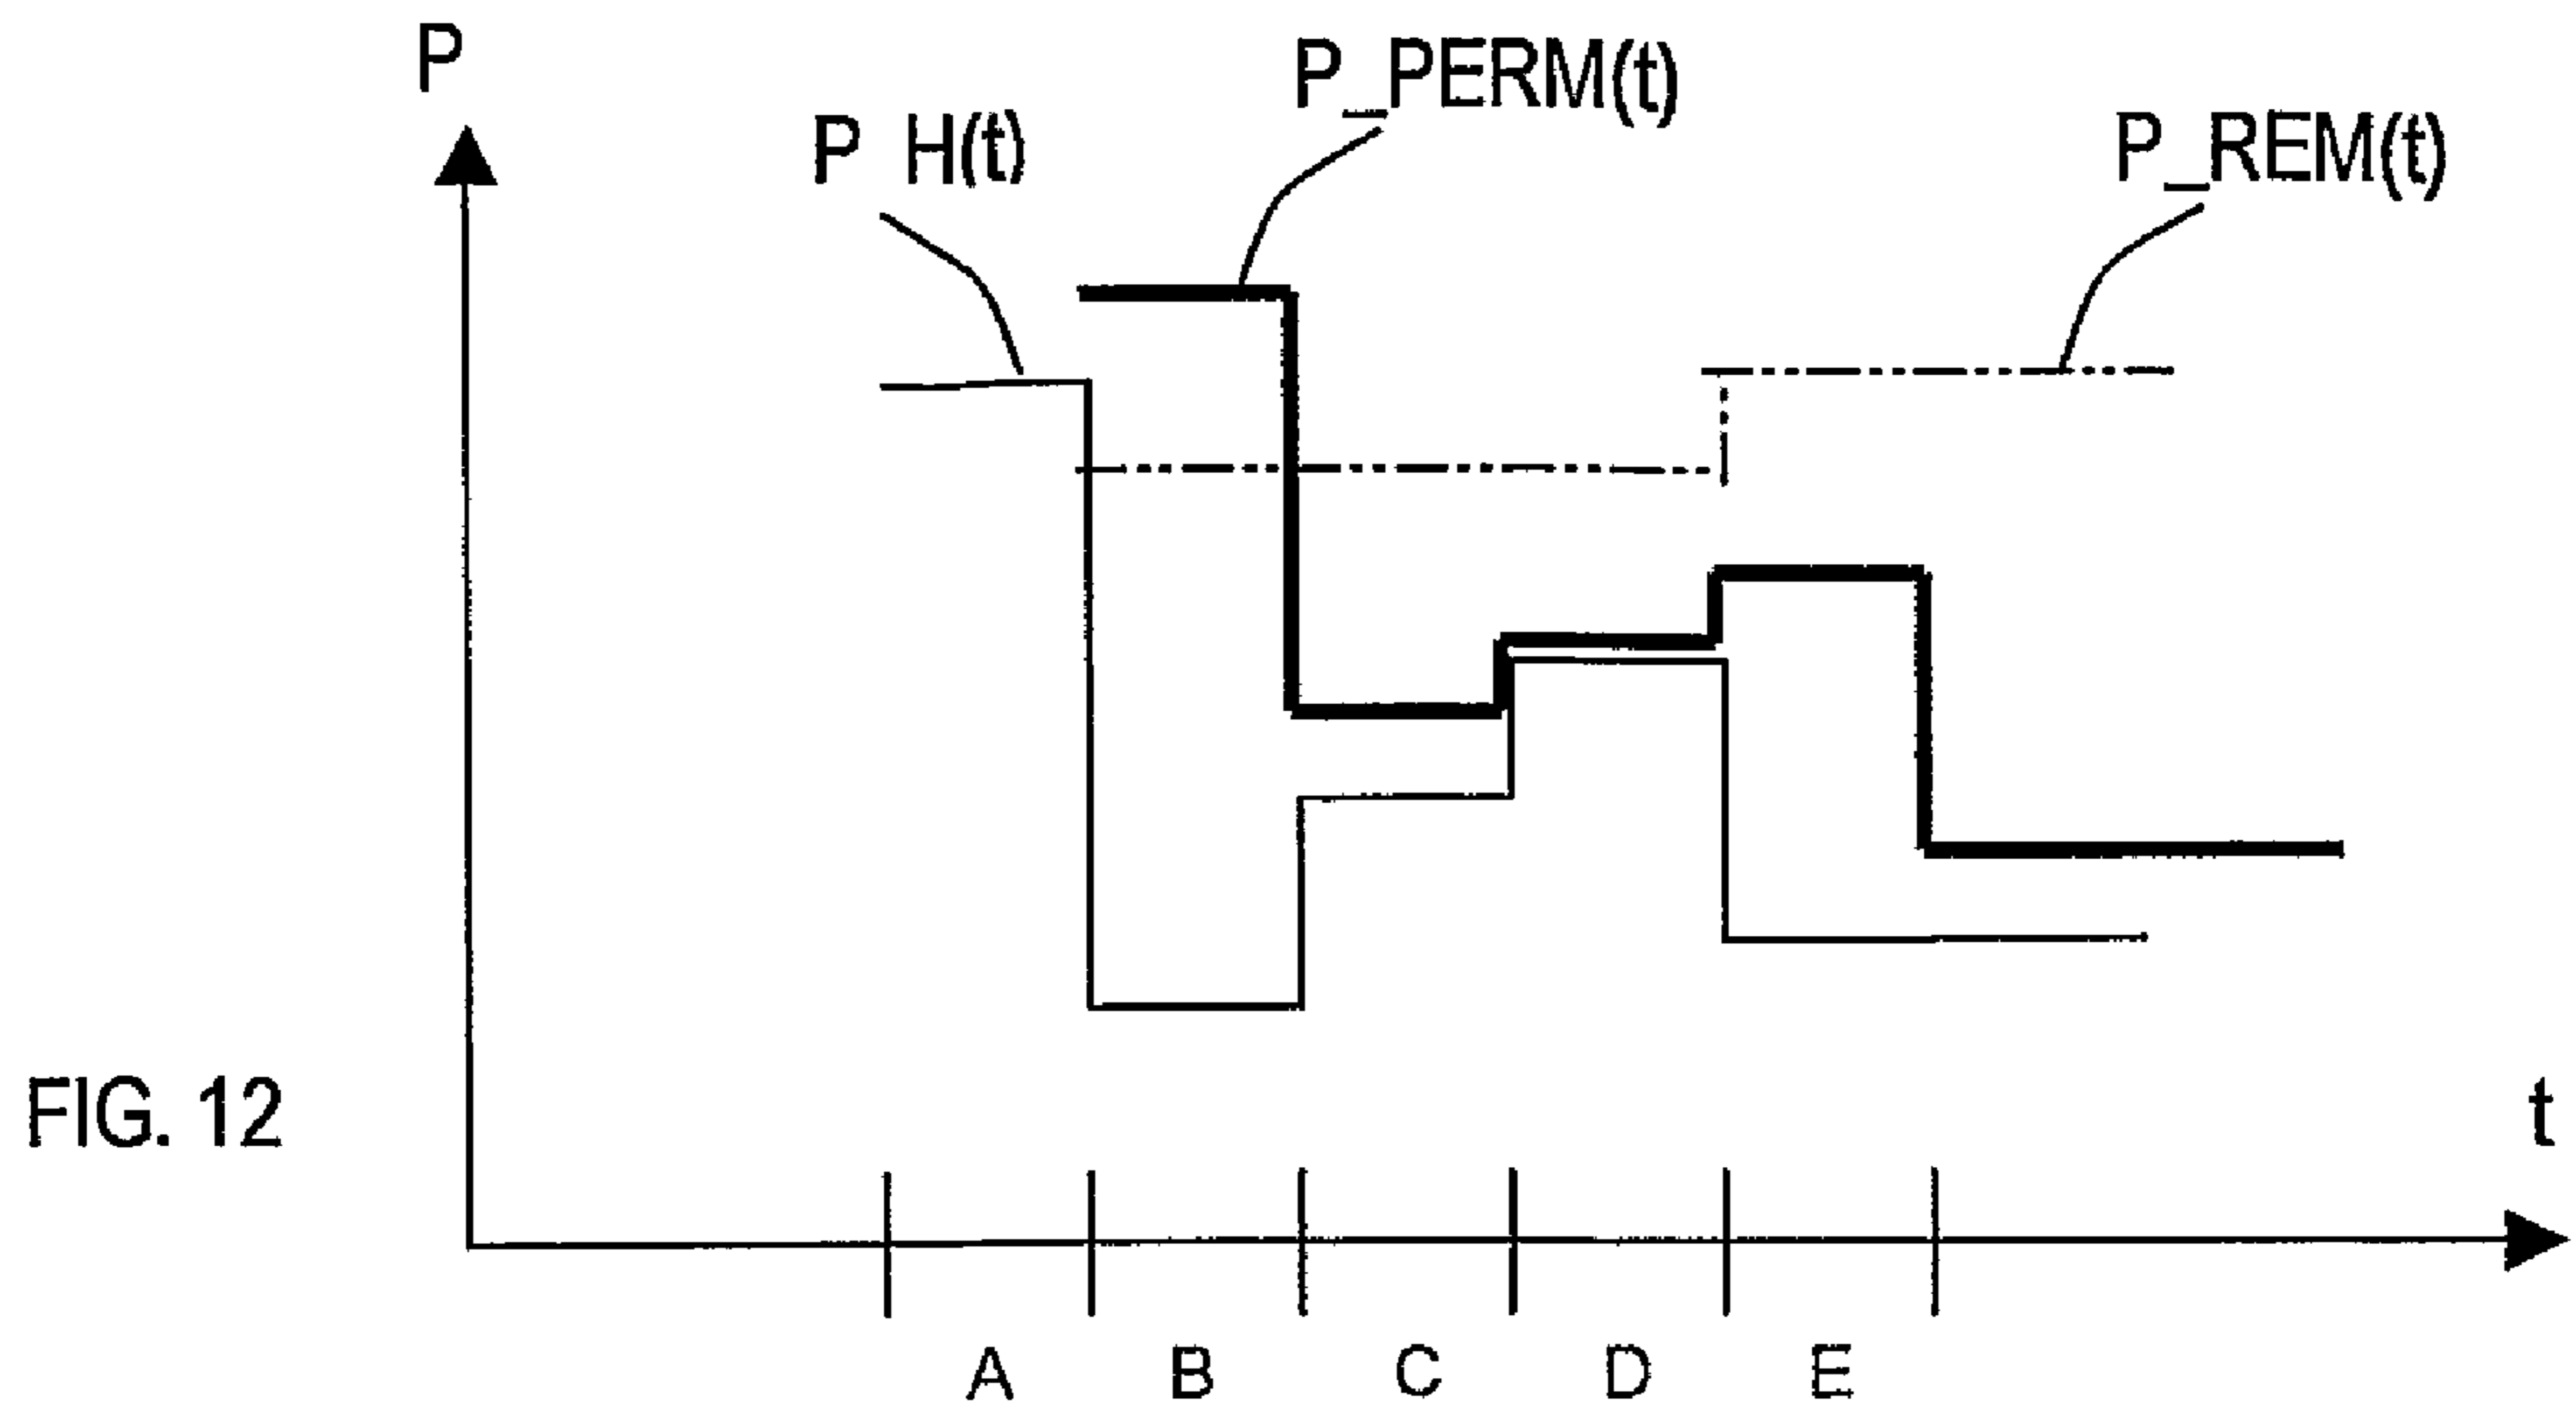 P
P_PERM(t)
P H(t)
P_REM(t)
FIG. 12
t
A B C D E